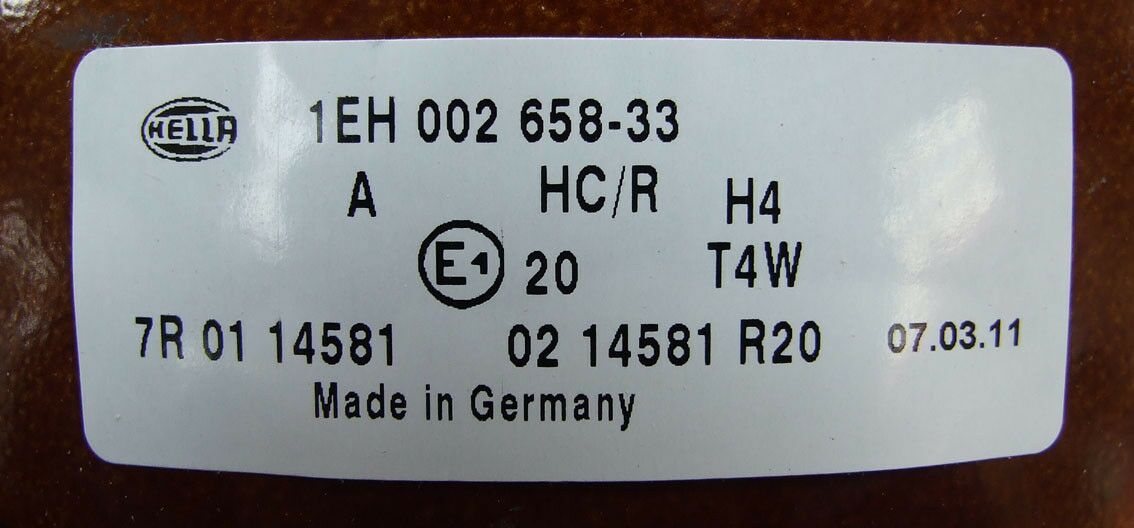 HELLA 1EH 002 658-33
A HC/R H4
E1 20 T4W
7R 01 14581 02 14581 R20 07.03.11
Made in Germany